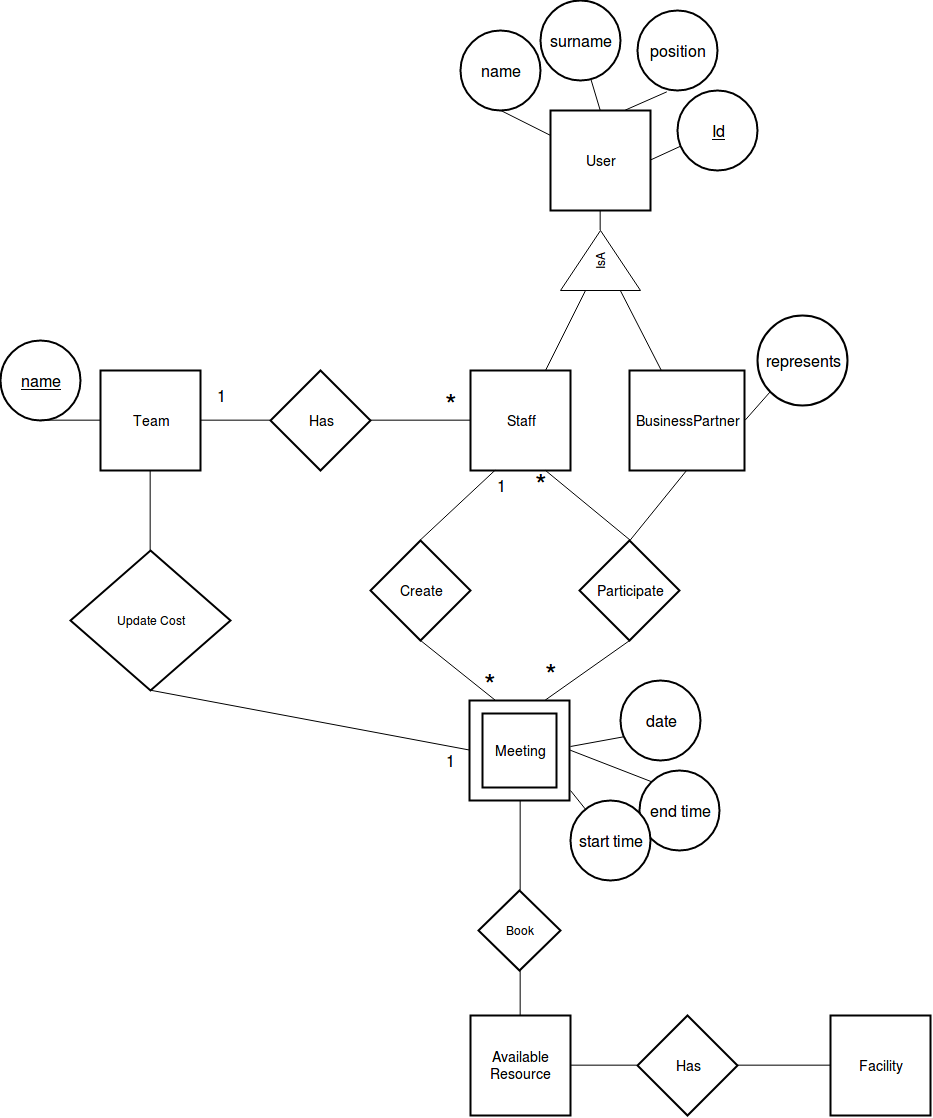 surname
name
position
Id
User
IsA
represents
name
1
*
Team
Has
Staff
BusinessPartner
1
*
Create
Participate
Update Cost
*
*
date
Meeting
1
end time
start time
Book
Available
Resource
Has
Facility